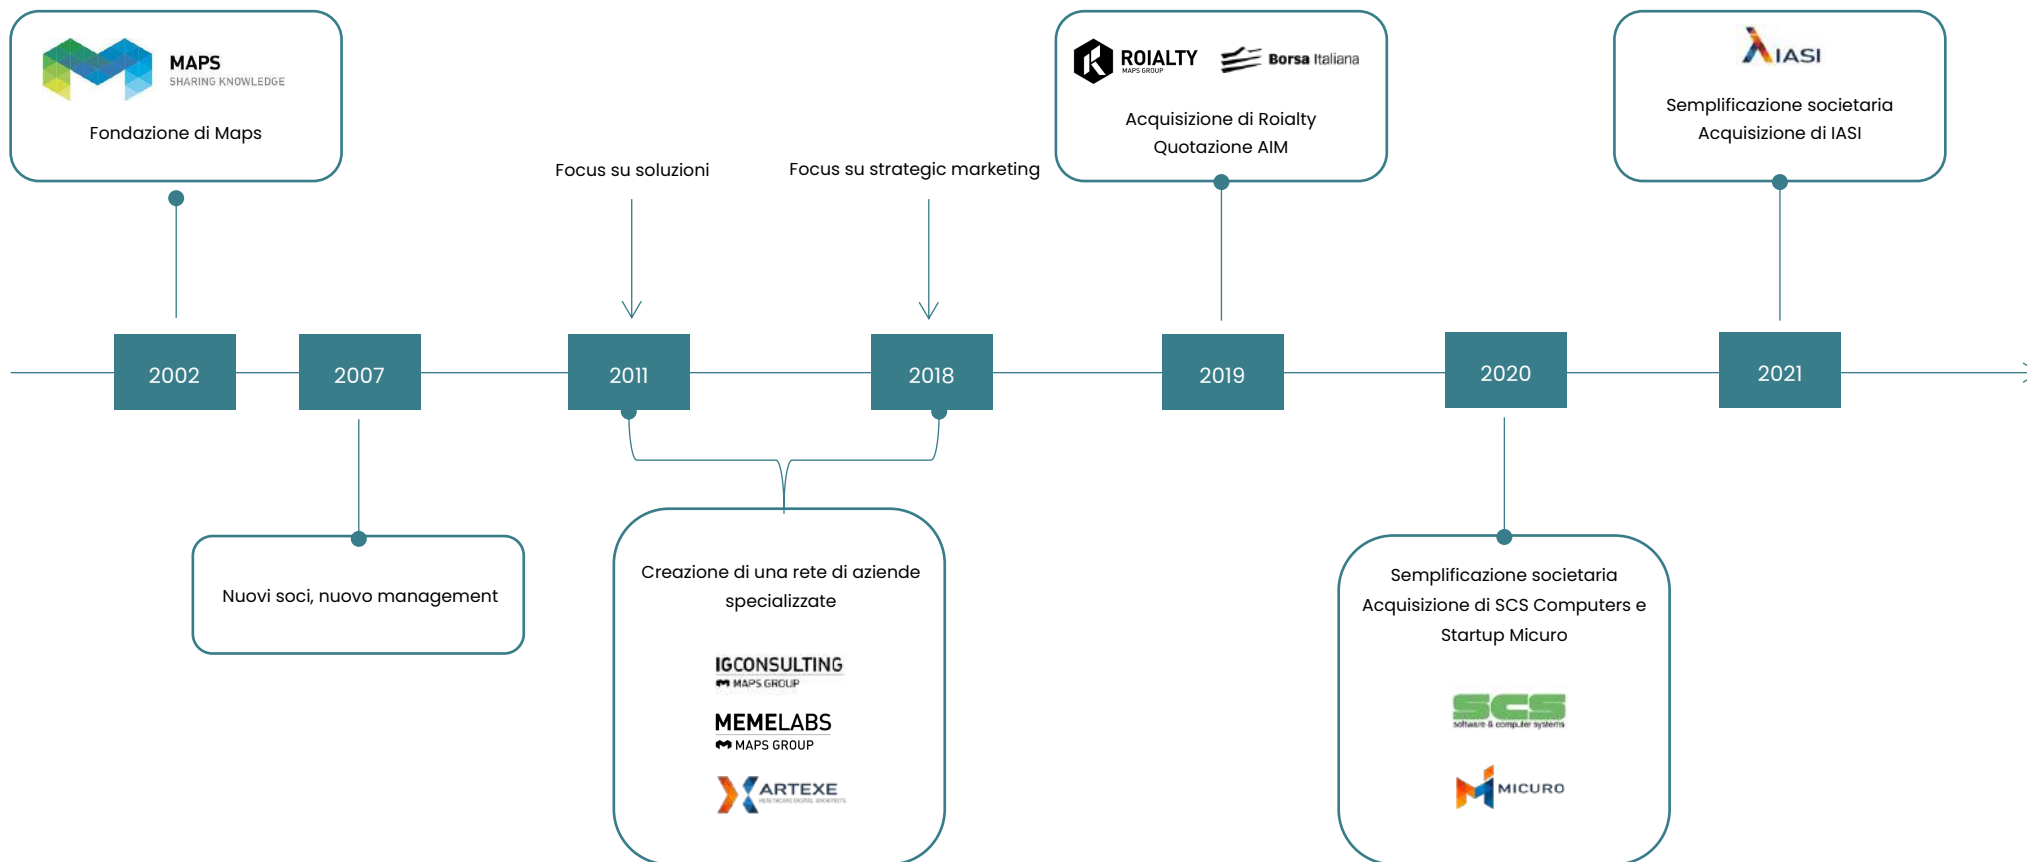 MAPS
SHARING KNOWLEDGE
Fondazione di Maps
Focus su soluzioni
Focus su strategic marketing
ROIALTY
MAPS GROUP
Borsa Italiana
Acquisizione di Roialty
Quotazione AIM
IASI
Semplificazione societaria
Acquisizione di IASI
2002
2007
2011
2018
2019
2020
2021
Nuovi soci, nuovo management
Creazione di una rete di aziende
specializzate
IGCONSULTING
MAPS GROUP
MEMELABS
MAPS GROUP
ARTEXE
HEALTHCARE DIGITAL ARCHITECTS
Semplificazione societaria
Acquisizione di SCS Computers e
Startup Micuro
SCS
software & computer systems
MICURO